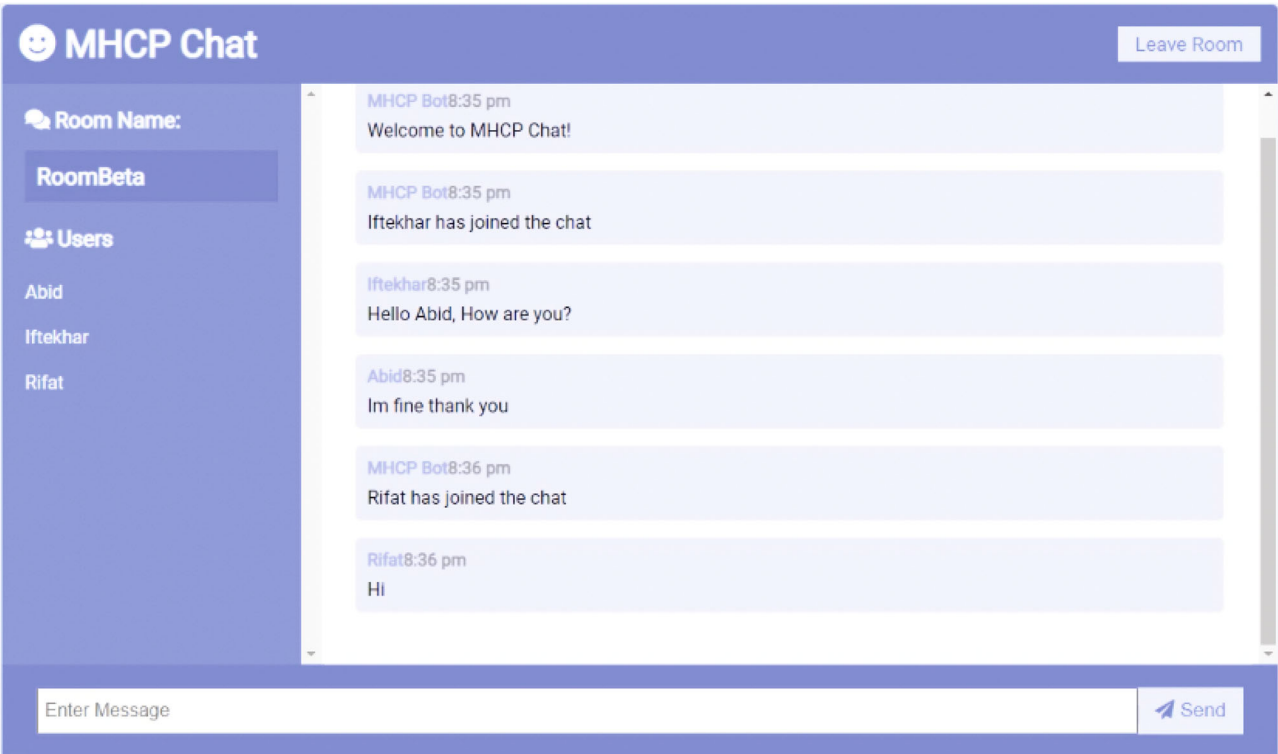 MHCP Chat
Leave Room
Room Name:
RoomBeta
Users
Abid
Iftekhar
Rifat
MHCP Bot8:35 pm
Welcome to MHCP Chat!
MHCP Bot8:35 pm
Iftekhar has joined the chat
Iftekhar8:35 pm
Hello Abid, How are you?
Abid8:35 pm
Im fine thank you
MHCP Bot8:36 pm
Rifat has joined the chat
Rifat8:36 pm
Hi
Enter Message
Send